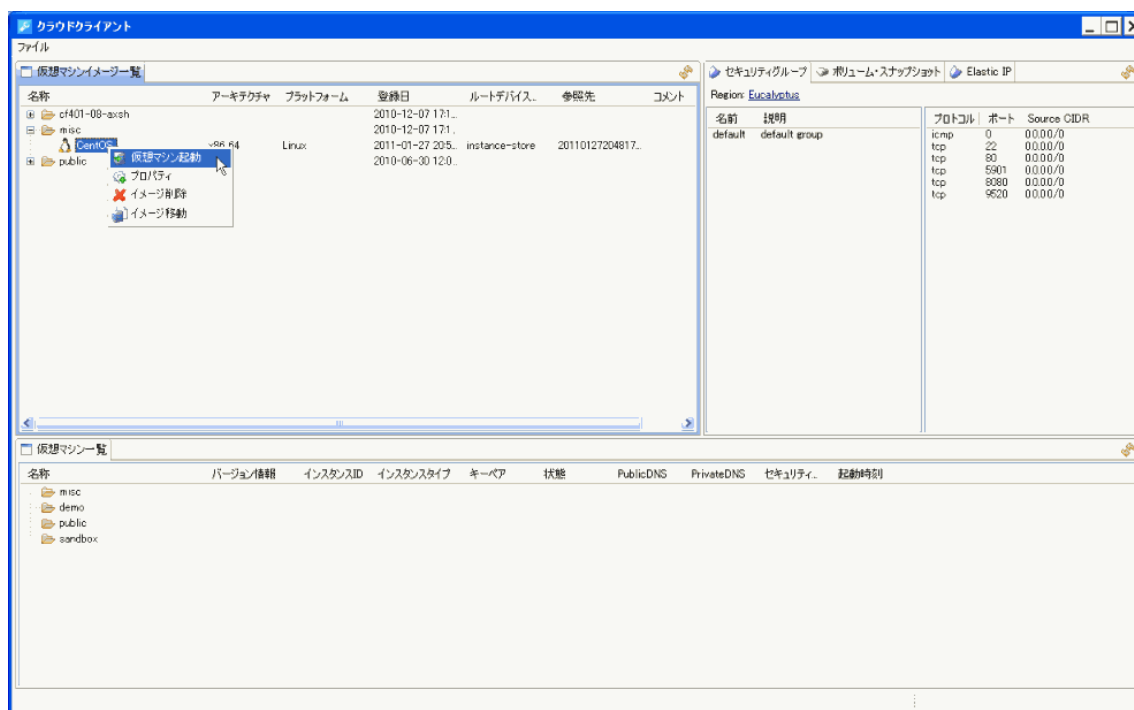 クラウドクライアント
ファイル
仮想マシンイメージ一覧
名称 アーキテクチャ プラットフォーム 登録日 ルートデバイス.. 参照先 コメント
cf401-08-axsh 2010-12-07 17:1...
misc 2010-12-07 17:1.
CentOS x86_64 Linux 2011-01-27 20:5.. instance-store 20110127204817...
public 2010-06-30 12:0..
仮想マシン起動
プロパティ
イメージ削除
イメージ移動
セキュリティグループ ボリューム・スナップショット Elastic IP
Region: Eucalyptus
名前 説明
default default group
プロトコル ポート Source CIDR
icmp 0 0.0.0.0/0
tcp 22 0.0.0.0/0
tcp 80 0.0.0.0/0
tcp 5901 0.0.0.0/0
tcp 8080 0.0.0.0/0
tcp 9520 0.0.0.0/0
仮想マシン一覧
名称 バージョン情報 インスタンスID インスタンスタイプ キーペア 状態 PublicDNS PrivateDNS セキュリティ.. 起動時刻
misc
demo
public
sandbox